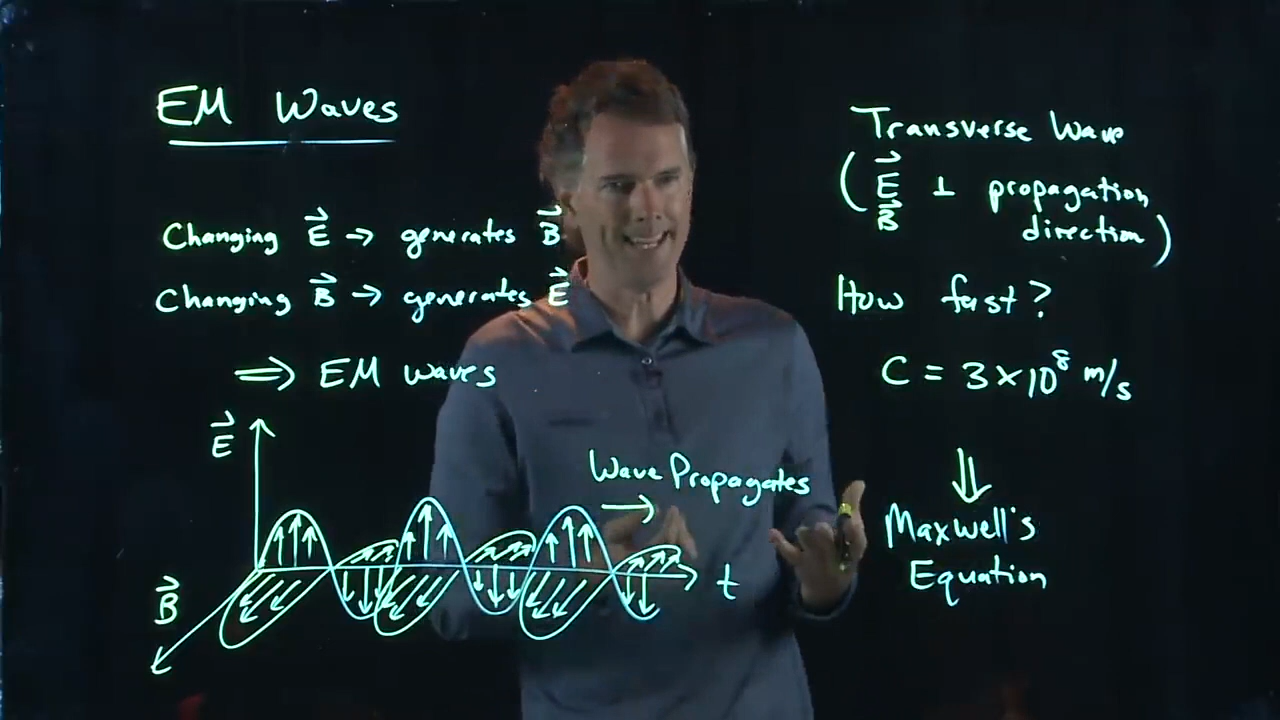 EM Waves
Changing E⃗ → generates B⃗
Changing B⃗ → generates E⃗
⇒ EM waves
E⃗
B⃗
Wave Propagates
→
t
Transverse Wave
(E⃗ ⊥ propagation
B⃗ direction)
How fast?
C = 3×10⁸ m/s
⇓
Maxwell's
Equation